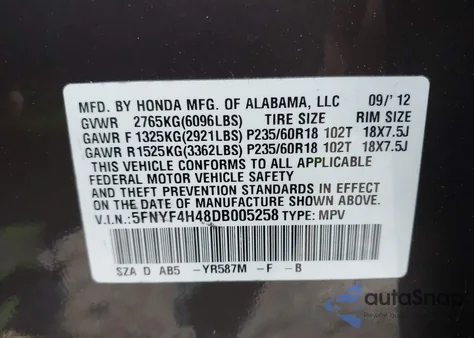 MFD. BY HONDA MFG. OF ALABAMA, LLC 09/'12
GVWR 2765KG(6096LBS) TIRE SIZE RIM SIZE
GAWR F 1325KG(2921LBS) P235/60R18 102T 18X7.5J
GAWR R1525KG(3362LBS) P235/60R18 102T 18X7.5J
THIS VEHICLE CONFORMS TO ALL APPLICABLE
FEDERAL MOTOR VEHICLE SAFETY
AND THEFT PREVENTION STANDARDS IN EFFECT
ON THE DATE OF MANUFACTURE SHOWN ABOVE.
V.I.N.:5FNYF4H48DB005258 TYPE: MPV
SZA D AB5 -YR587M -F -B
autoSnap